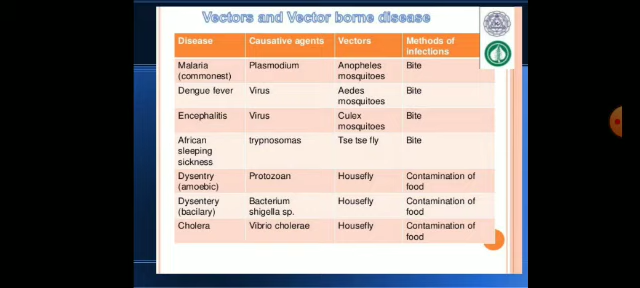 Vectors and Vector borne disease
Disease Causative agents Vectors Methods of infections
Malaria (commonest) Plasmodium Anopheles mosquitoes Bite
Dengue fever Virus Aedes mosquitoes Bite
Encephalitis Virus Culex mosquitoes Bite
African sleeping sickness trypnosomas Tse tse fly Bite
Dysentry (amoebic) Protozoan Housefly Contamination of food
Dysentery (bacilary) Bacterium shigella sp. Housefly Contamination of food
Cholera Vibrio cholerae Housefly Contamination of food